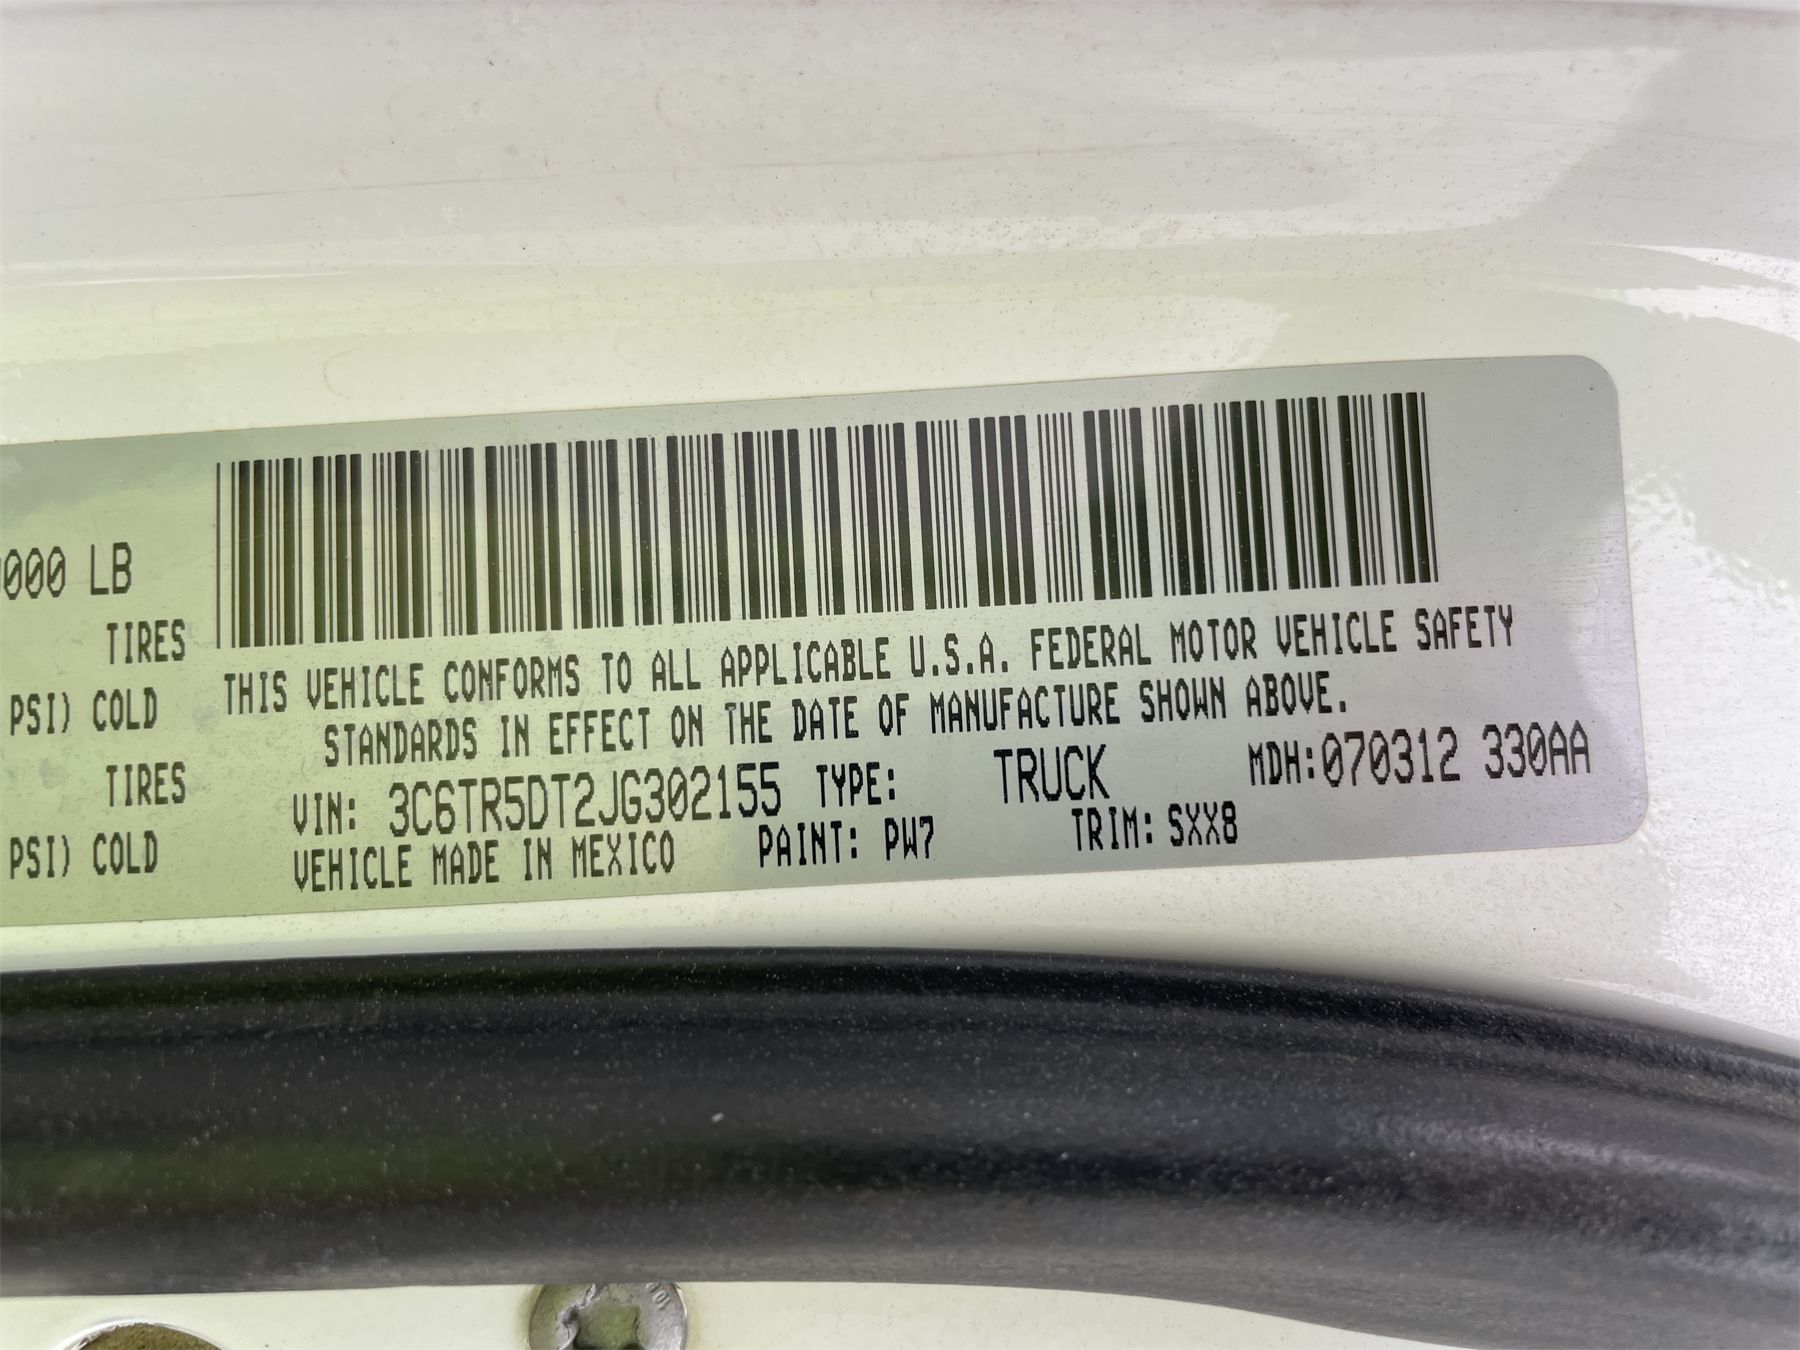 000 LB
TIRES
PSI) COLD
TIRES
PSI) COLD
THIS VEHICLE CONFORMS TO ALL APPLICABLE U.S.A. FEDERAL MOTOR VEHICLE SAFETY
STANDARDS IN EFFECT ON THE DATE OF MANUFACTURE SHOWN ABOVE.
VIN: 3C6TR5DT2JG302155 TYPE: TRUCK MDH:070312 330AA
VEHICLE MADE IN MEXICO PAINT: PW7 TRIM: SXX8